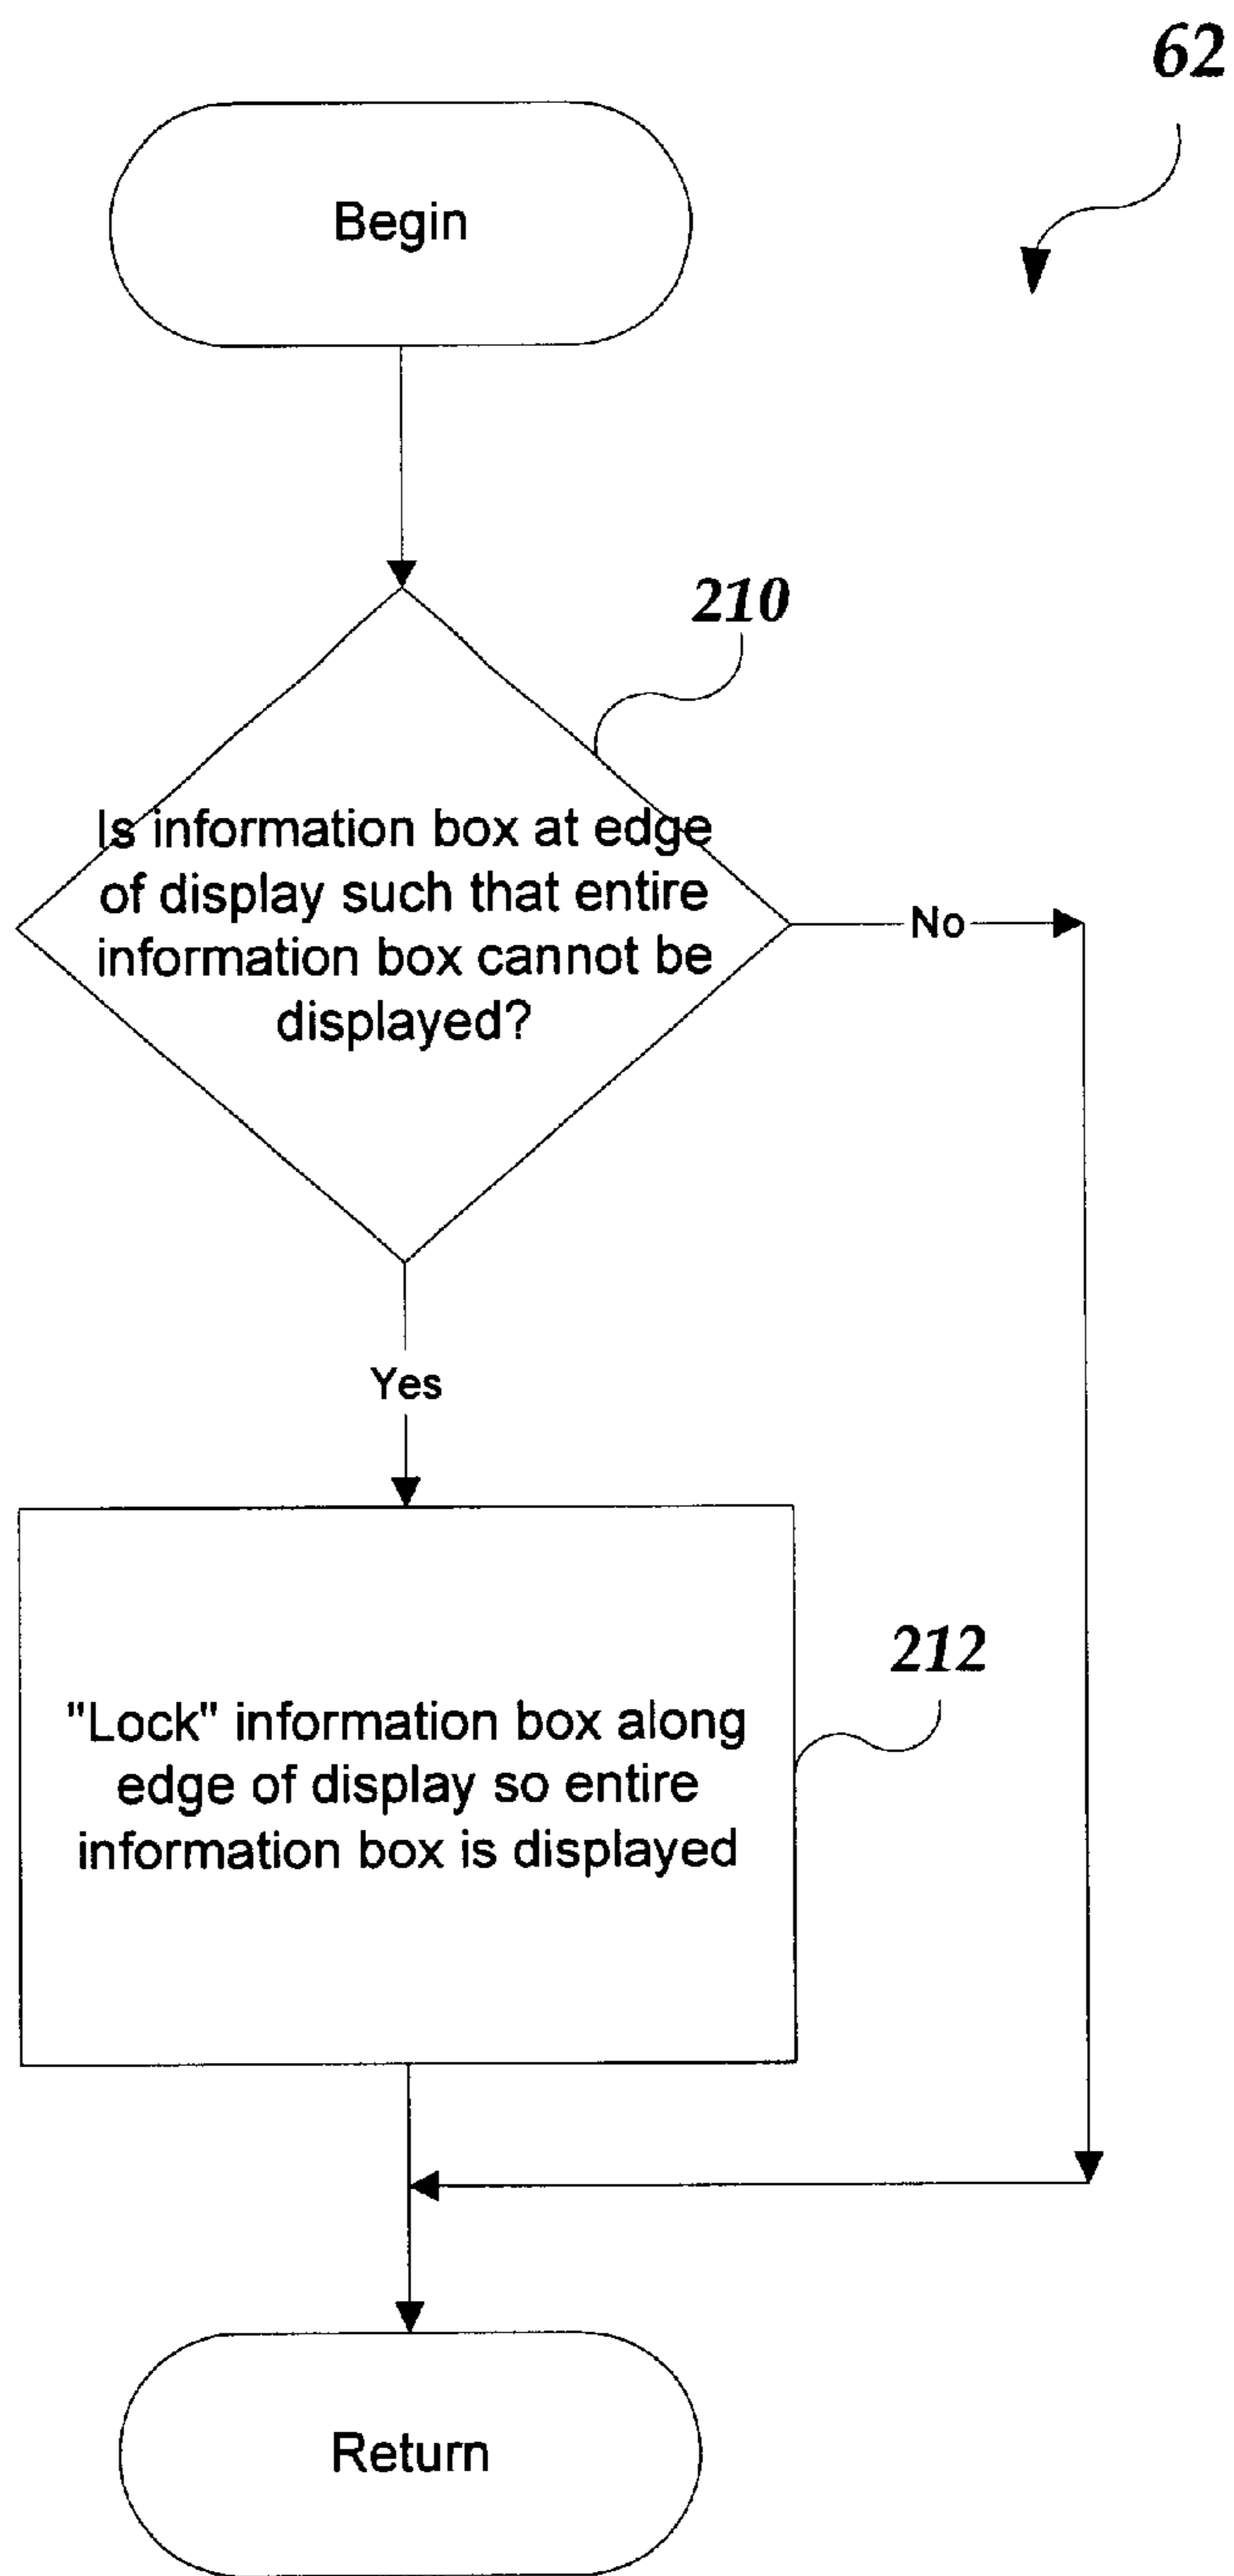 62
Begin
210
Is information box at edge
of display such that entire
information box cannot be
displayed?
No
Yes
212
"Lock" information box along
edge of display so entire
information box is displayed
Return